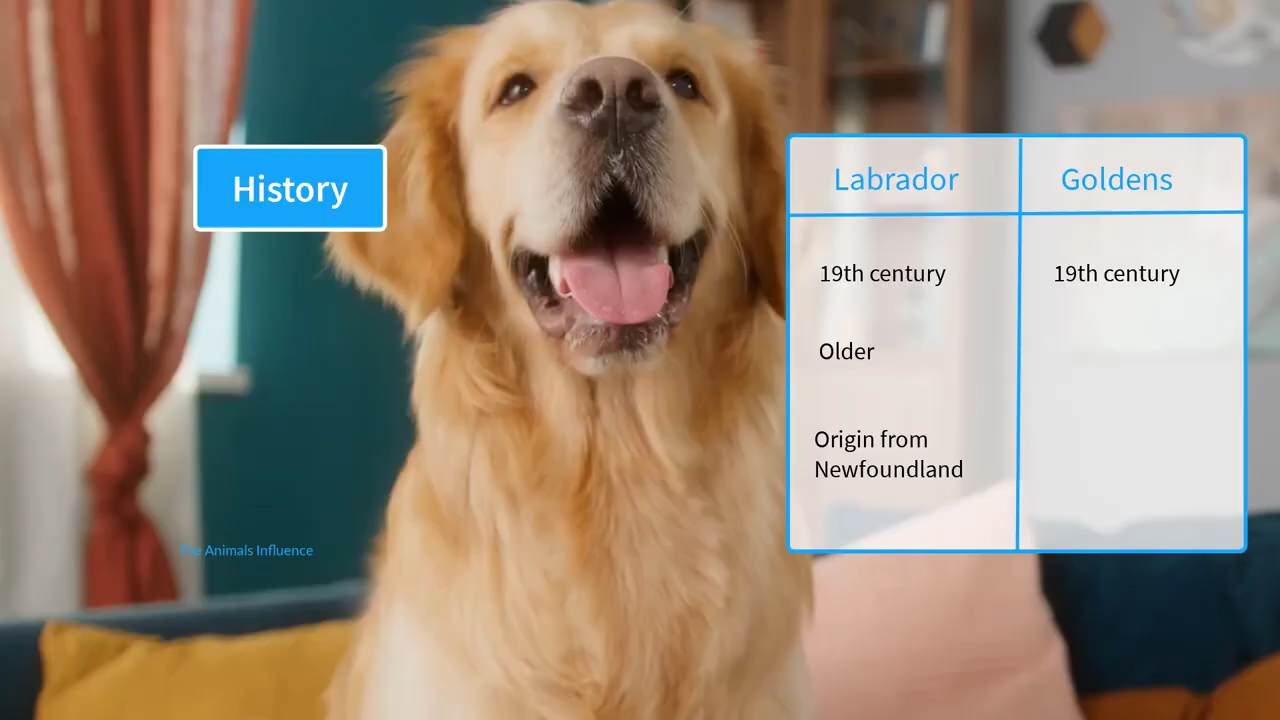 History
Labrador
Goldens
19th century
19th century
Older
Origin from
Newfoundland
The Animals Influence